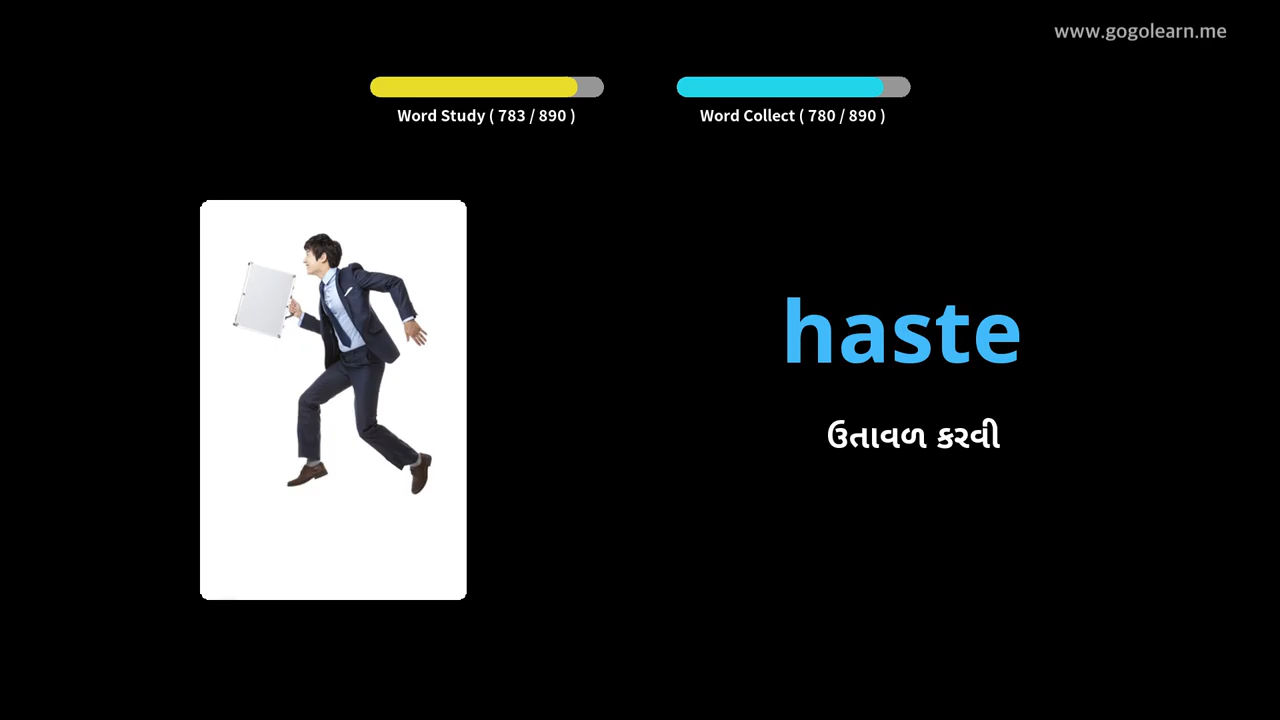 www.gogolearn.me
Word Study ( 783 / 890 )
Word Collect ( 780 / 890 )
haste
ઉતાવળ કરવી